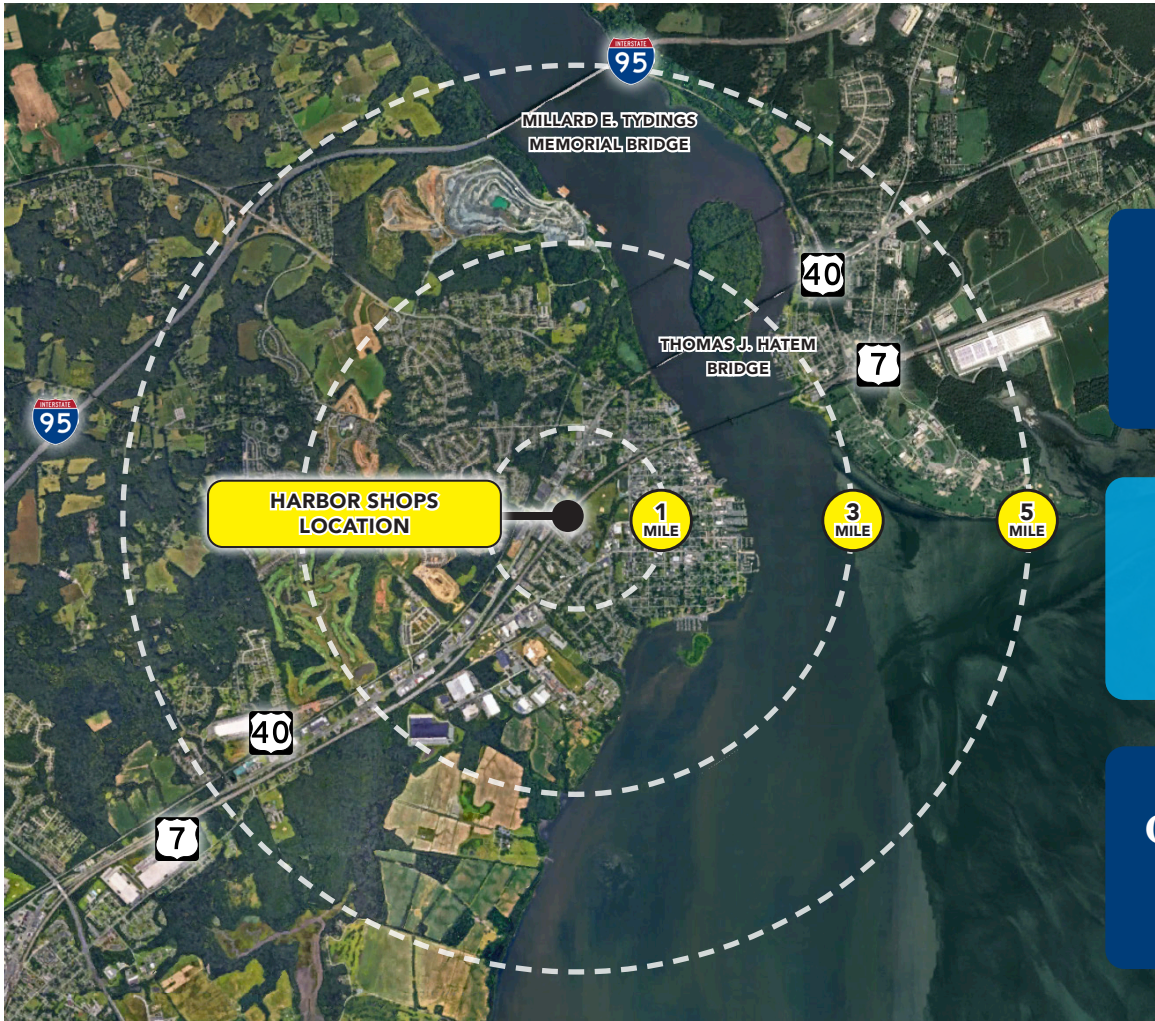 INTERSTATE
95
MILLARD E. TYDINGS
MEMORIAL BRIDGE
40
THOMAS J. HATEM
BRIDGE
7
INTERSTATE
95
HARBOR SHOPS
LOCATION
1
MILE
3
MILE
5
MILE
40
7